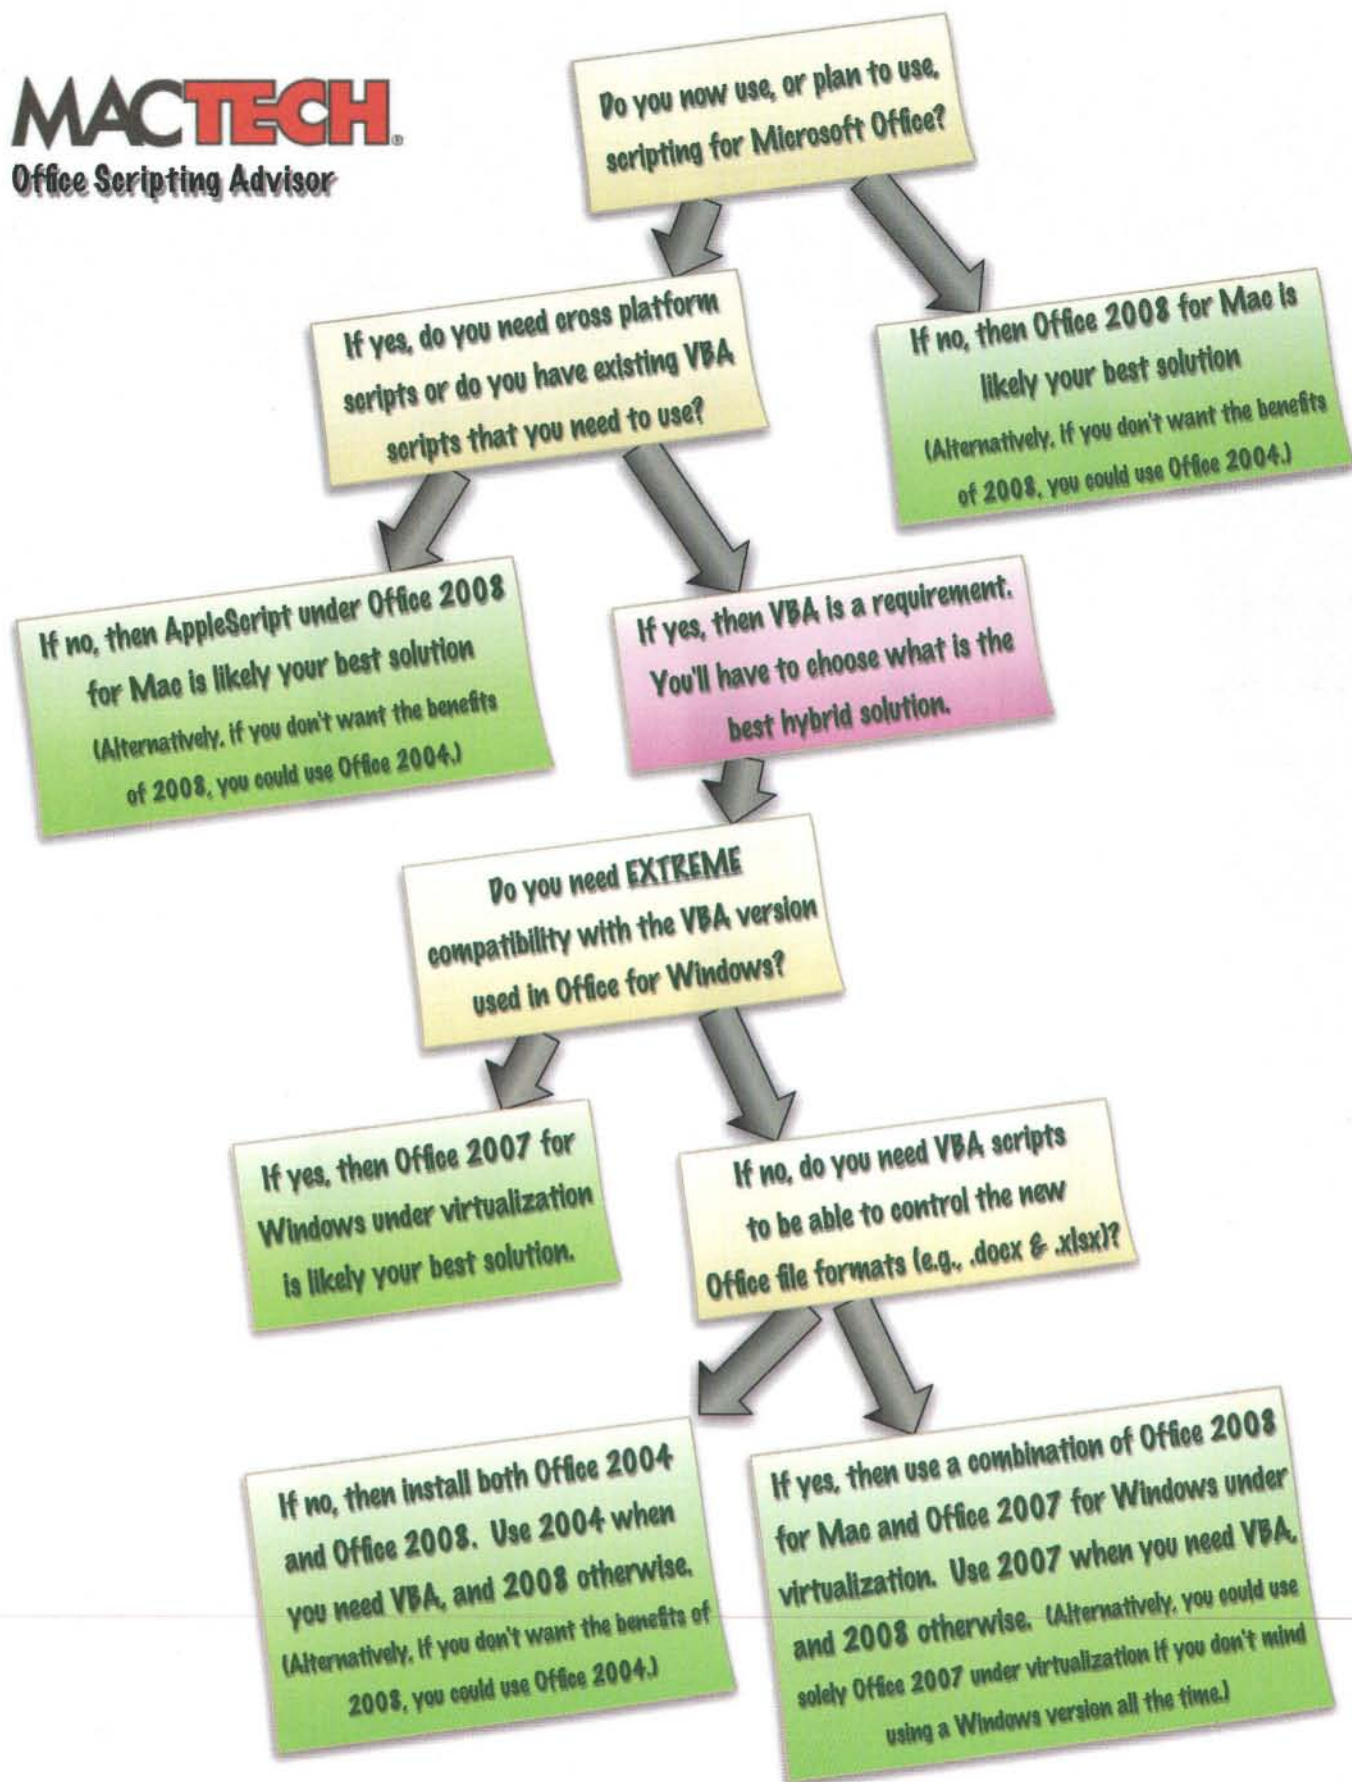 MACTECH®
Office Scripting Advisor
Do you now use, or plan to use,
scripting for Microsoft Office?
If yes, do you need cross platform
scripts or do you have existing VBA
scripts that you need to use?
If no, then Office 2008 for Mac is
likely your best solution
(Alternatively, if you don't want the benefits
of 2008, you could use Office 2004.)
If no, then AppleScript under Office 2008
for Mac is likely your best solution
(Alternatively, if you don't want the benefits
of 2008, you could use Office 2004.)
If yes, then VBA is a requirement.
You'll have to choose what is the
best hybrid solution.
Do you need EXTREME
compatibility with the VBA version
used in Office for Windows?
If yes, then Office 2007 for
Windows under virtualization
is likely your best solution.
If no, do you need VBA scripts
to be able to control the new
Office file formats (e.g., .docx & .xlsx)?
If no, then install both Office 2004
and Office 2008. Use 2004 when
you need VBA, and 2008 otherwise.
(Alternatively, if you don't want the benefits of
2008, you could use Office 2004.)
If yes, then use a combination of Office 2008
for Mac and Office 2007 for Windows under
virtualization. Use 2007 when you need VBA,
and 2008 otherwise. (Alternatively, you could use
solely Office 2007 under virtualization if you don't mind
using a Windows version all the time.)